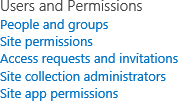 Users and Permissions
People and groups
Site permissions
Access requests and invitations
Site collection administrators
Site app permissions